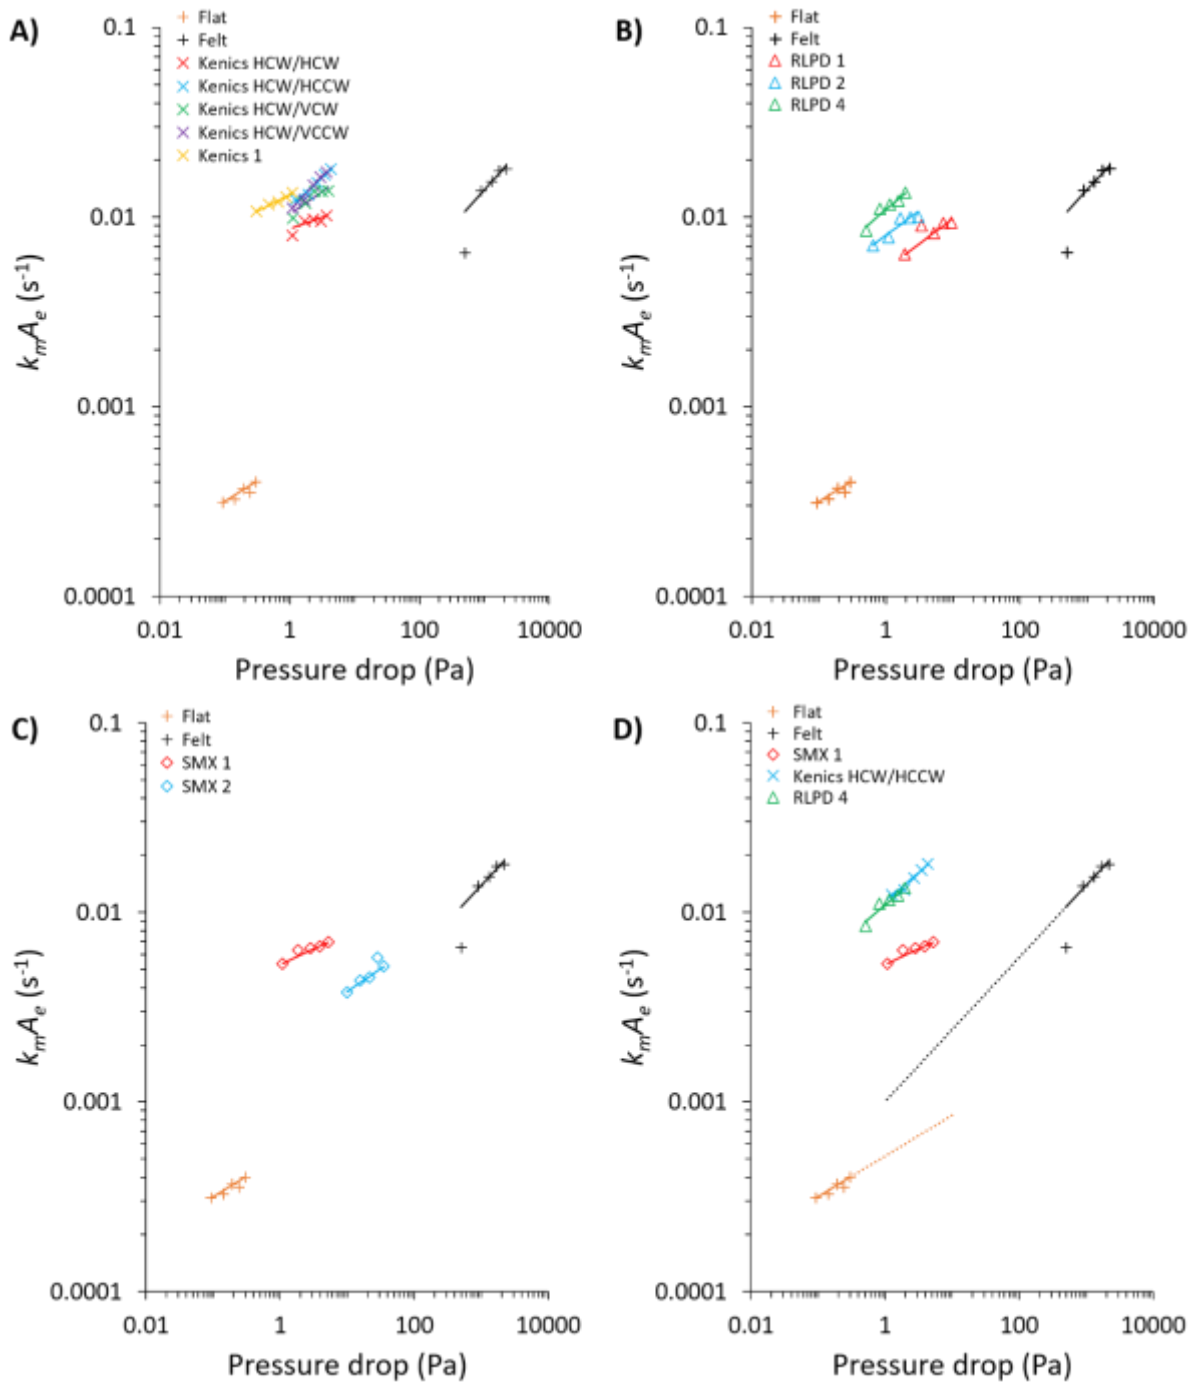 A)
Flat
Felt
Kenics HCW/HCW
Kenics HCW/HCCW
Kenics HCW/VCW
Kenics HCW/VCCW
Kenics 1
0.1
0.01
0.001
0.0001
kmAe (s-1)
0.01 1 100 10000
Pressure drop (Pa)
B)
Flat
Felt
RLPD 1
RLPD 2
RLPD 4
0.1
0.01
0.001
0.0001
kmAe (s-1)
0.01 1 100 10000
Pressure drop (Pa)
C)
Flat
Felt
SMX 1
SMX 2
0.1
0.01
0.001
0.0001
kmAe (s-1)
0.01 1 100 10000
Pressure drop (Pa)
D)
Flat
Felt
SMX 1
Kenics HCW/HCCW
RLPD 4
0.1
0.01
0.001
0.0001
kmAe (s-1)
0.01 1 100 10000
Pressure drop (Pa)